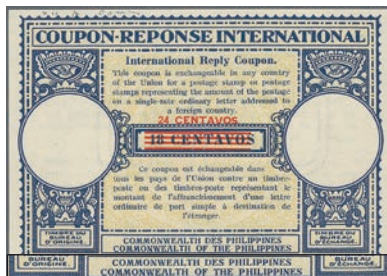 COUPON-REPONSE INTERNATIONAL
International Reply Coupon.
This coupon is exchangeable in any country
of the Union for a postage stamp or postage
stamps representing the amount of the postage
on a single-rate ordinary letter addressed to
a foreign country.
24 CENTAVOS
18 CENTAVOS
Ce coupon est échangeable dans
tous les pays de l'Union contre un timbre-
poste ou des timbres-poste représentant le
montant de l'affranchissement d'une lettre
ordinaire de port simple à destination de
l'étranger.
TIMBRE DU
BUREAU
D'ORIGINE.
TIMBRE DU
BUREAU
D'ÉCHANGE.
COMMONWEALTH DES PHILIPPINES
COMMONWEALTH OF THE PHILIPPINES
BUREAU
D'ORIGINE.
BUREAU
D'ÉCHANGE.
COMMONWEALTH DES PHILIPPINES
COMMONWEALTH OF THE PHILIPPINES